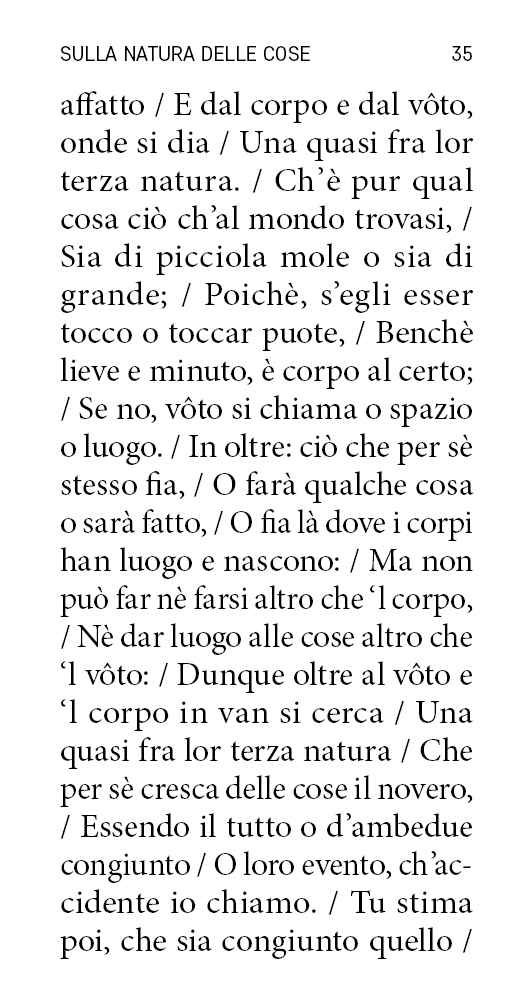 SULLA NATURA DELLE COSE 35
affatto / E dal corpo e dal vôto,
onde si dia / Una quasi fra lor
terza natura. / Ch’è pur qual
cosa ciò ch’al mondo trovasi, /
Sia di picciola mole o sia di
grande; / Poichè, s’egli esser
tocco o toccar puote, / Benchè
lieve e minuto, è corpo al certo;
/ Se no, vôto si chiama o spazio
o luogo. / In oltre: ciò che per sè
stesso fia, / O farà qualche cosa
o sarà fatto, / O fia là dove i corpi
han luogo e nascono: / Ma non
può far nè farsi altro che ‘l corpo,
/ Nè dar luogo alle cose altro che
‘l vôto: / Dunque oltre al vôto e
‘l corpo in van si cerca / Una
quasi fra lor terza natura / Che
per sè cresca delle cose il novero,
/ Essendo il tutto o d’ambedue
congiunto / O loro evento, ch’ac-
cidente io chiamo. / Tu stima
poi, che sia congiunto quello /